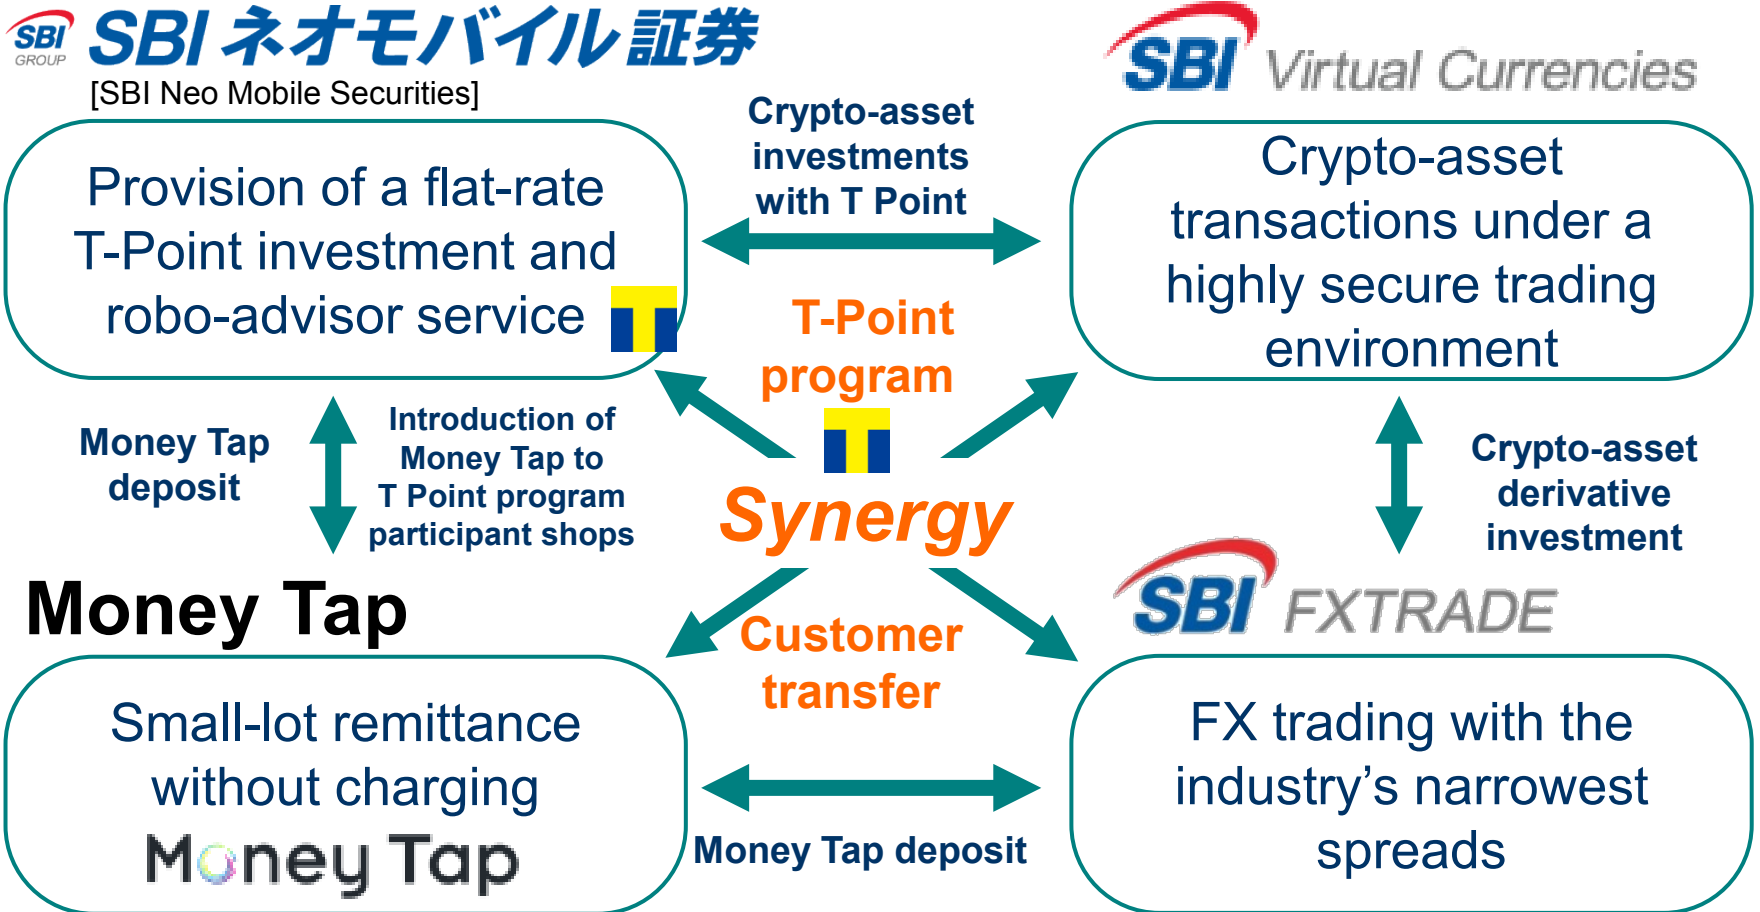 SBI
GROUP
SBI ネオモバイル証券
[SBI Neo Mobile Securities]
Provision of a flat-rate
T-Point investment and
robo-advisor service
T
Crypto-asset
investments
with T Point
SBI Virtual Currencies
Crypto-asset
transactions under a
highly secure trading
environment
T-Point
program
T
Synergy
Customer
transfer
Money Tap
deposit
Introduction of
Money Tap to
T Point program
participant shops
Crypto-asset
derivative
investment
Money Tap
Small-lot remittance
without charging
Money Tap
Money Tap deposit
SBI FXTRADE
FX trading with the
industry’s narrowest
spreads